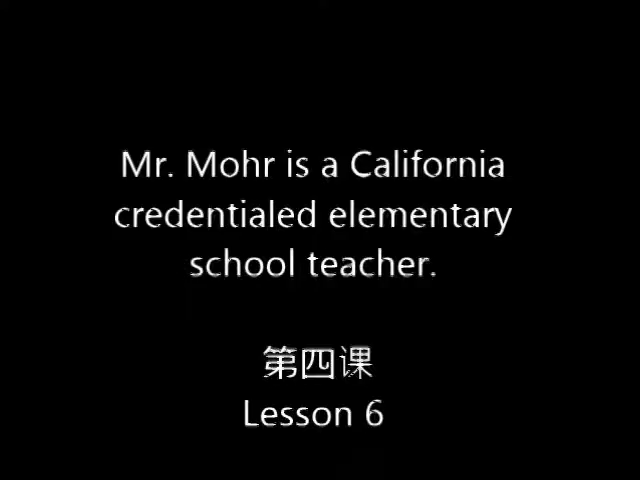 Mr. Mohr is a California
credentialed elementary
school teacher.
第四课
Lesson 6